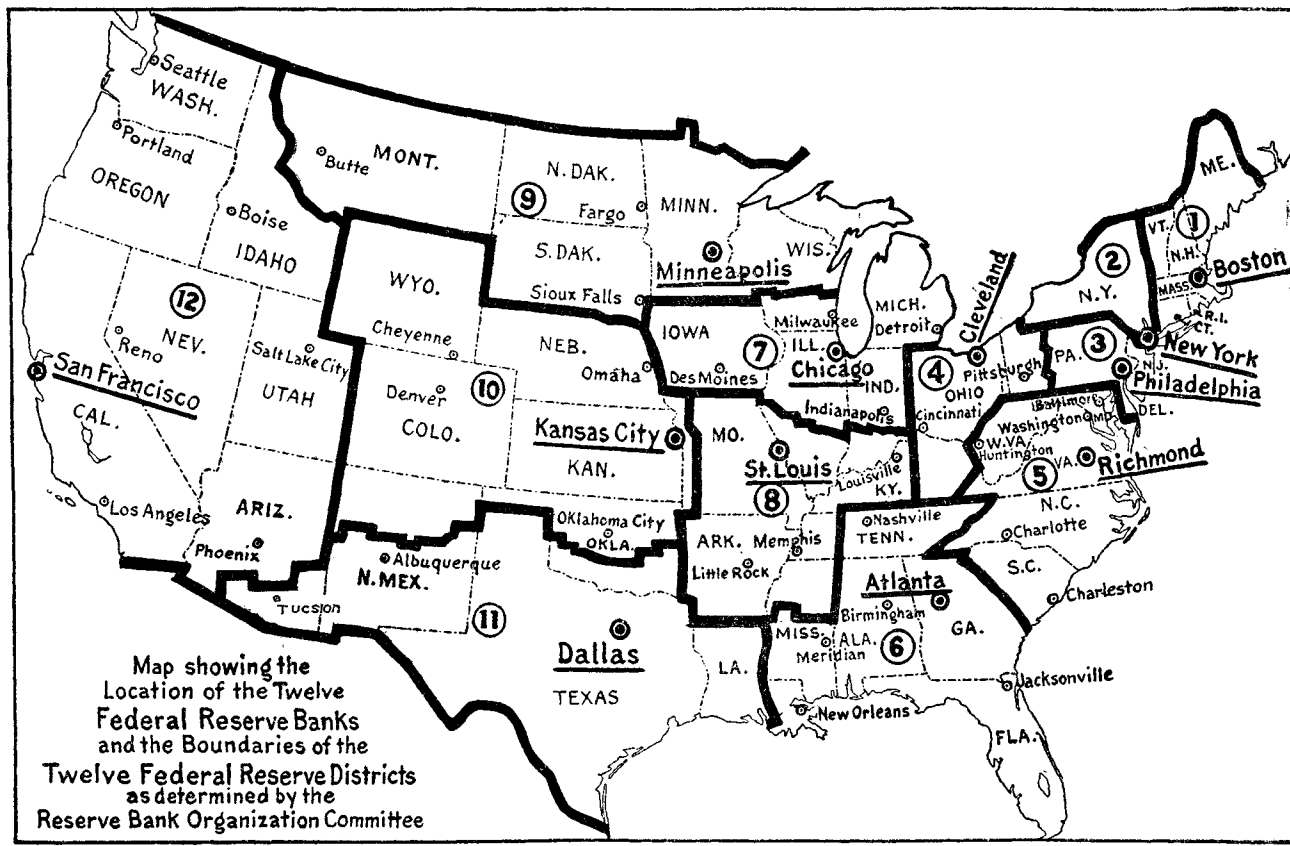 Seattle
WASH.
Portland
OREGON
Butte
MONT.
N. DAK.
9
Fargo
MINN.
ME.
Boise
IDAHO
S. DAK.
WIS.
Minneapolis
VT.
1
N.H.
Boston
MASS.
R.I.
CT.
2
N.Y.
New York
WYO.
Sioux Falls
MICH.
Cleveland
12
NEV.
Reno
Cheyenne
NEB.
IOWA
Milwaukee
Detroit
ILL.
7
Chicago
PA.
3
N.J.
Philadelphia
San Francisco
Salt Lake City
UTAH
10
Omaha
Des Moines
IND.
4
OHIO
Pittsburgh
Denver
COLO.
Indianapolis
Cincinnati
Baltimore
MD.
DEL.
Washington
CAL.
Kansas City
KAN.
MO.
St. Louis
8
Louisville
KY.
W.VA.
Huntington
VA.
Richmond
5
Los Angeles
ARIZ.
Phoenix
Oklahoma City
OKLA.
Nashville
TENN.
N.C.
Charlotte
Albuquerque
N. MEX.
ARK.
Memphis
Little Rock
S.C.
Charleston
Tucson
11
Atlanta
Birmingham
GA.
Dallas
TEXAS
LA.
MISS.
ALA.
Meridian
6
Jacksonville
New Orleans
FLA.
Map showing the
Location of the Twelve
Federal Reserve Banks
and the Boundaries of the
Twelve Federal Reserve Districts
as determined by the
Reserve Bank Organization Committee